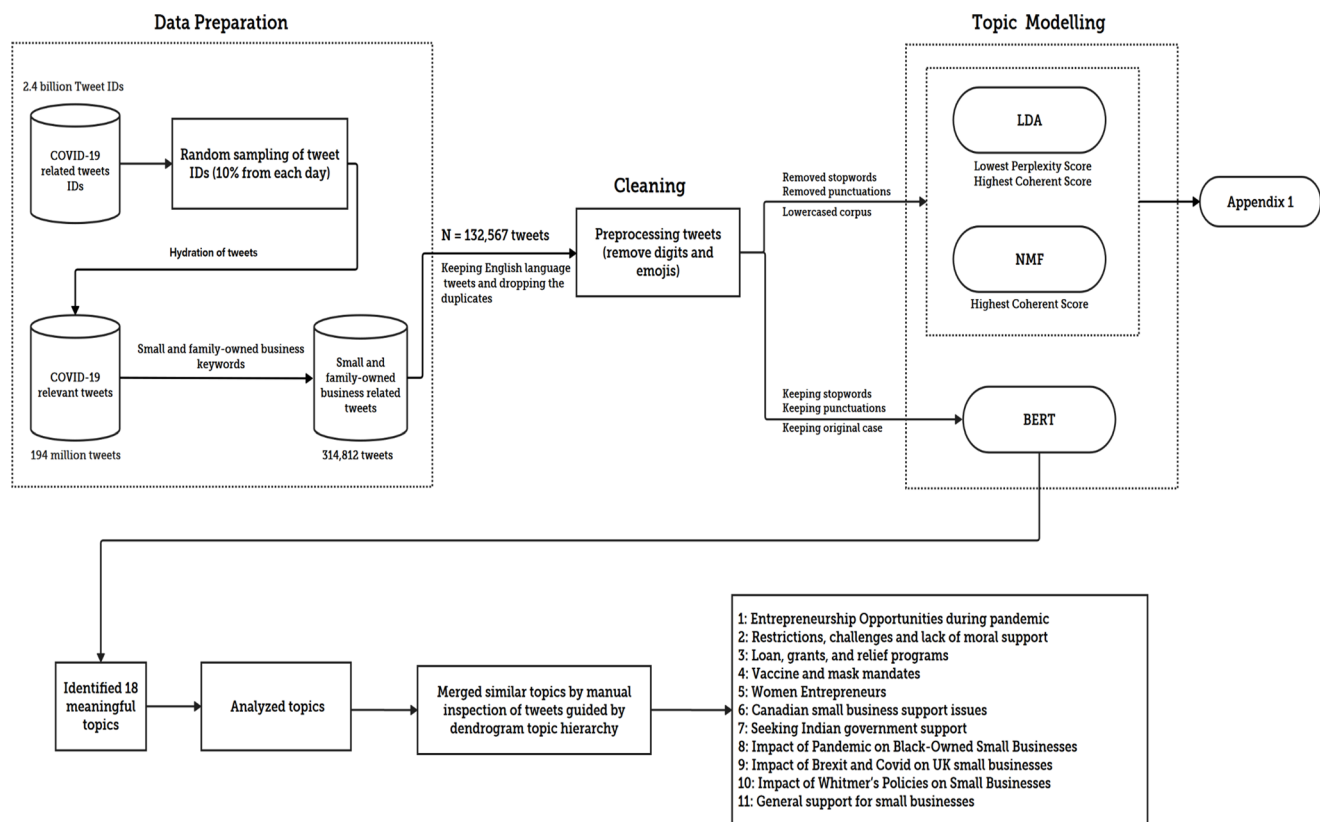 Data Preparation
2.4 billion Tweet IDs
COVID-19
related tweets
IDs
Random sampling of tweet
IDs (10% from each day)
Hydration of tweets
COVID-19
relevant tweets
194 million tweets
Small and family-owned business
keywords
Small and
family-owned
business related
tweets
314,812 tweets
N = 132,567 tweets
Keeping English language
tweets and dropping the
duplicates
Cleaning
Preprocessing tweets
(remove digits and
emojis)
Removed stopwords
Removed punctuations
Lowercased corpus
Keeping stopwords
Keeping punctuations
Keeping original case
Topic Modelling
LDA
Lowest Perplexity Score
Highest Coherent Score
NMF
Highest Coherent Score
BERT
Appendix 1
Identified 18
meaningful
topics
Analyzed topics
Merged similar topics by manual
inspection of tweets guided by
dendrogram topic hierarchy
1: Entrepreneurship Opportunities during pandemic
2: Restrictions, challenges and lack of moral support
3: Loan, grants, and relief programs
4: Vaccine and mask mandates
5: Women Entrepreneurs
6: Canadian small business support issues
7: Seeking Indian government support
8: Impact of Pandemic on Black-Owned Small Businesses
9: Impact of Brexit and Covid on UK small businesses
10: Impact of Whitmer's Policies on Small Businesses
11: General support for small businesses